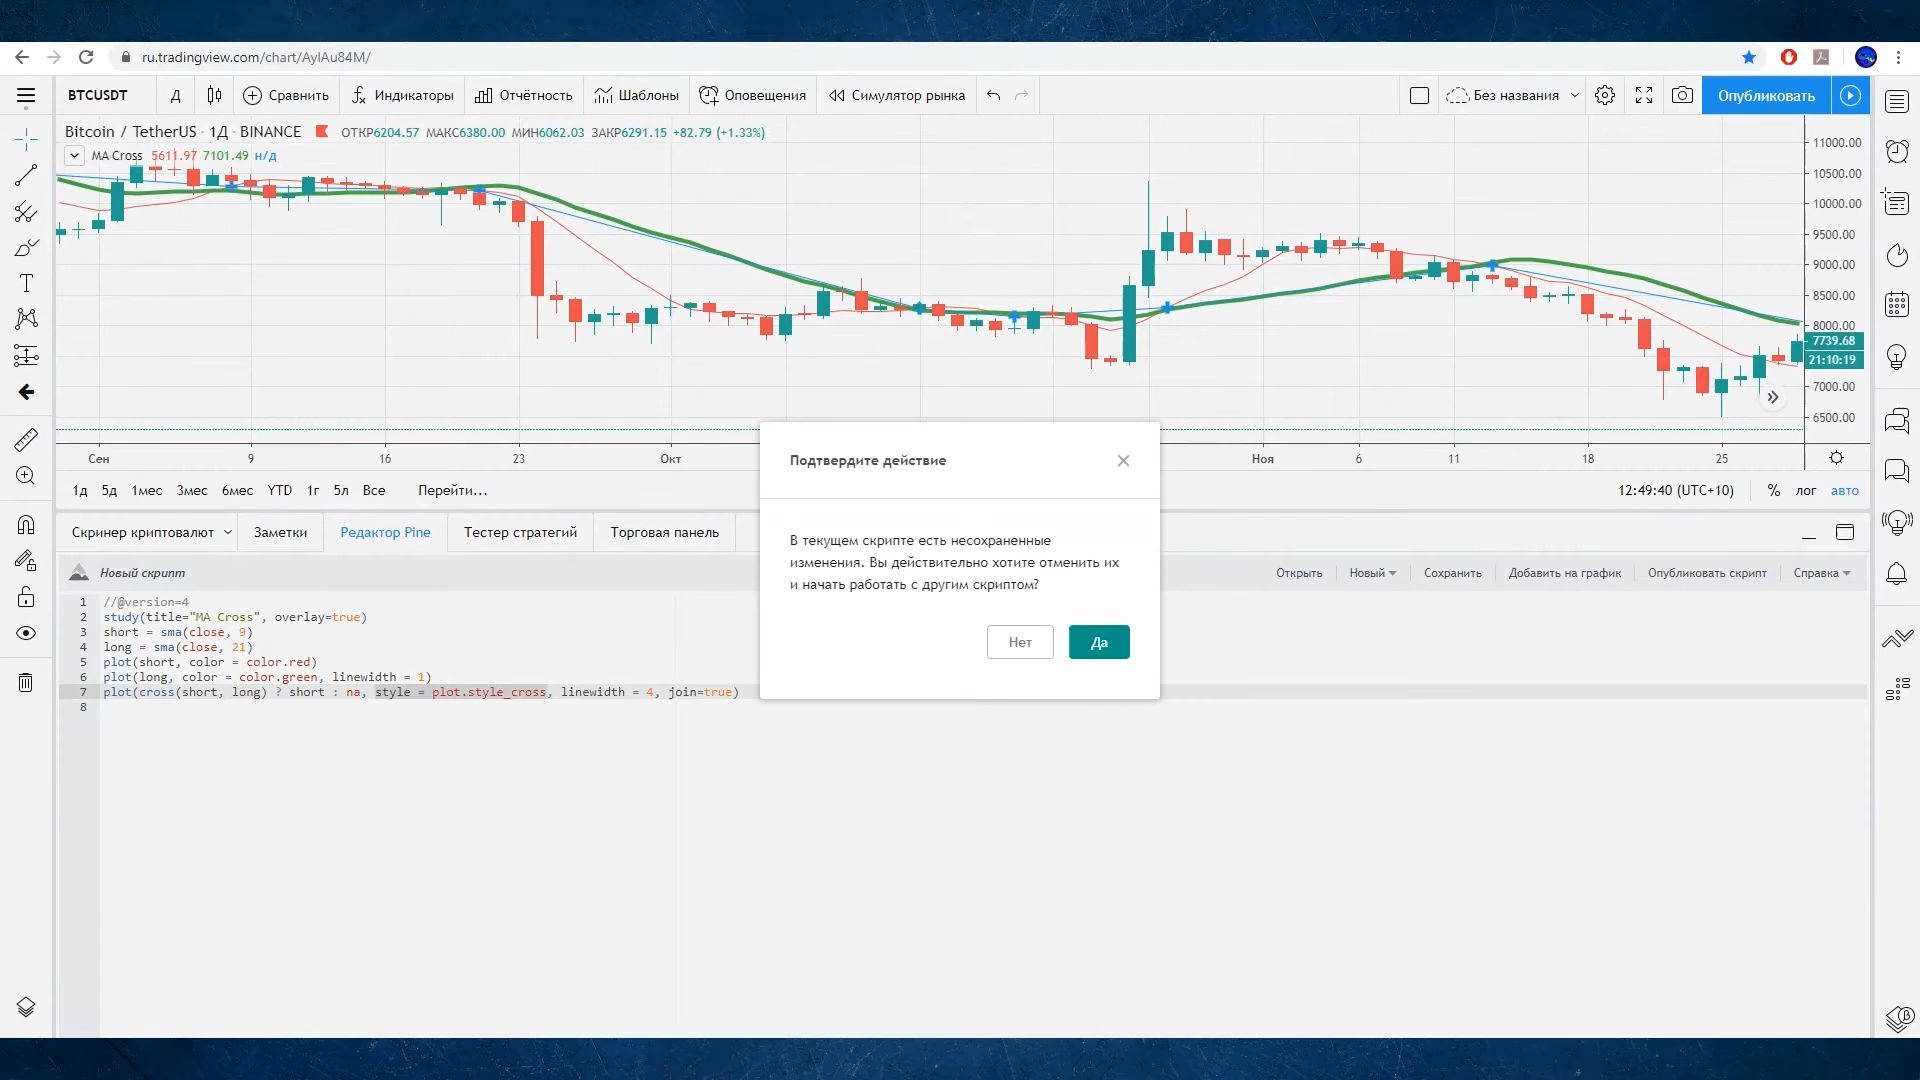 ru.tradingview.com/chart/AylAu84M/
BTCUSDT
Д
Сравнить
Индикаторы
Отчётность
Шаблоны
Оповещения
Симулятор рынка
Без названия
Опубликовать
Bitcoin / TetherUS · 1Д · BINANCE
ОТКР6204.57 МАКС6380.00 МИН6062.03 ЗАКР6291.15 +82.79 (+1.33%)
MA Cross 5611.97 7101.49 н/д
11000.00
10500.00
10000.00
9500.00
9000.00
8500.00
8000.00
7739.68
21:10:19
7000.00
6500.00
Сен 9 16 23 Окт Ноя 6 11 18 25
1д 5д 1мес 3мес 6мес YTD 1г 5л Все Перейти...
12:49:40 (UTC+10) % лог авто
Скринер криптовалют
Заметки
Редактор Pine
Тестер стратегий
Торговая панель
Новый скрипт
Открыть
Новый
Сохранить
Добавить на график
Опубликовать скрипт
Справка
1 //@version=4
2 study(title="MA Cross", overlay=true)
3 short = sma(close, 9)
4 long = sma(close, 21)
5 plot(short, color = color.red)
6 plot(long, color = color.green, linewidth = 1)
7 plot(cross(short, long) ? short : na, style = plot.style_cross, linewidth = 4, join=true)
8
Подтвердите действие
В текущем скрипте есть несохраненные
изменения. Вы действительно хотите отменить их
и начать работать с другим скриптом?
Нет
Да